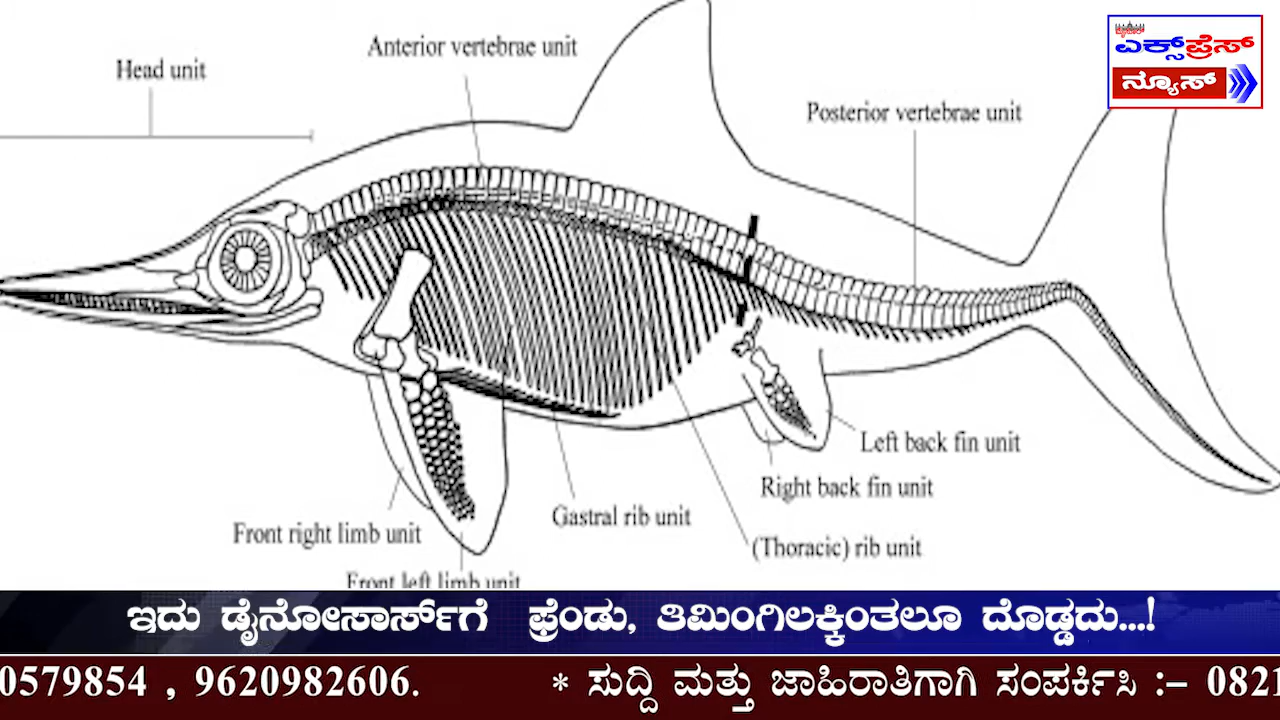 ಮೈಸೂರ್
ಎಕ್ಸ್‌ಪ್ರೆಸ್
ನ್ಯೂಸ್
Anterior vertebrae unit
Head unit
Posterior vertebrae unit
Left back fin unit
Right back fin unit
Gastral rib unit
Front right limb unit
(Thoracic) rib unit
Front left limb unit
ಇದು ಡೈನೋಸಾರ್ಸ್‌ಗೆ ಫ್ರೆಂಡು, ತಿಮಿಂಗಿಲಕ್ಕಿಂತಲೂ ದೊಡ್ಡದು...!
0579854 , 9620982606. * ಸುದ್ದಿ ಮತ್ತು ಜಾಹಿರಾತಿಗಾಗಿ ಸಂಪರ್ಕಿಸಿ :– 0821